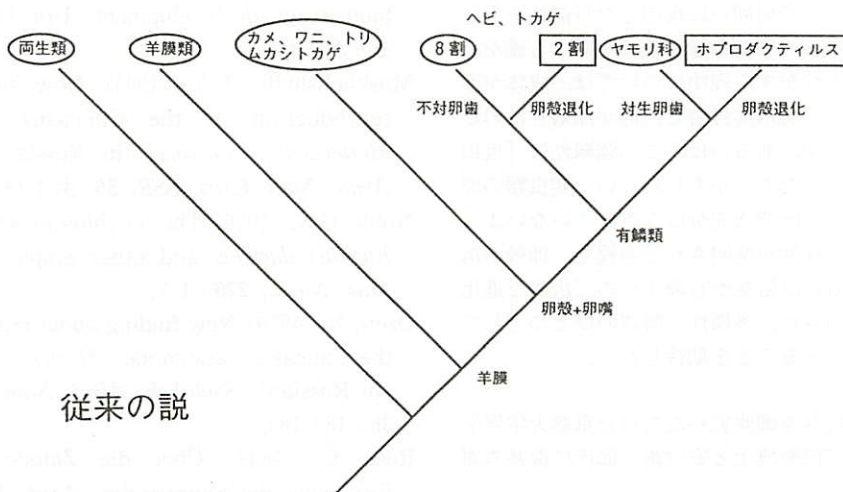 ヘビ、トカゲ
両生類
羊膜類
カメ、ワニ、トリ
ムカシトカゲ
8割
2割
ヤモリ科
ホプロダクティルス
不対卵歯
卵殻退化
対生卵歯
卵殻退化
有鱗類
卵殻+卵嘴
羊膜
従来の説